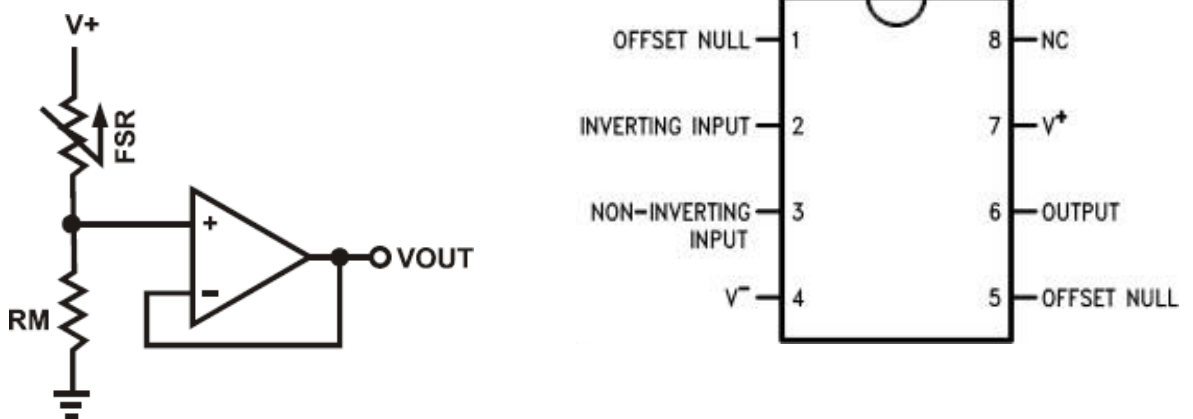 V+
FSR
+
-
VOUT
RM
OFFSET NULL
1
8
NC
INVERTING INPUT
2
7
V+
NON-INVERTING
INPUT
3
6
OUTPUT
V-
4
5
OFFSET NULL